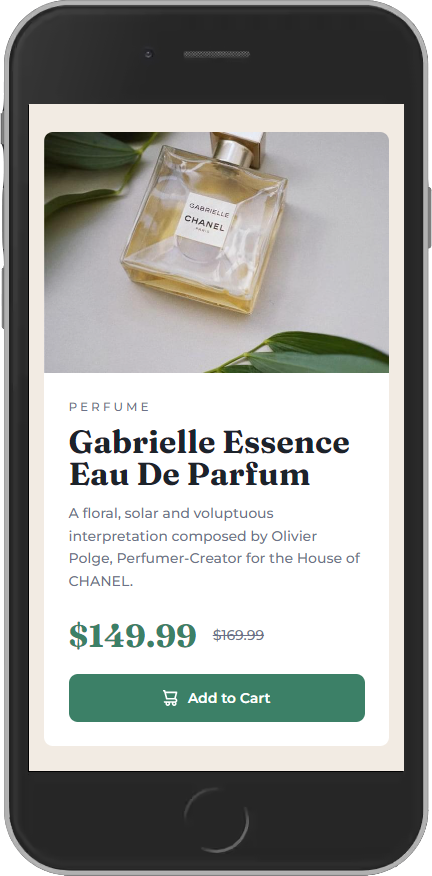 GABRIELLE
CHANEL
PARIS
PERFUME
Gabrielle Essence
Eau De Parfum
A floral, solar and voluptuous
interpretation composed by Olivier
Polge, Perfumer-Creator for the House of
CHANEL.
$149.99 $169.99
Add to Cart